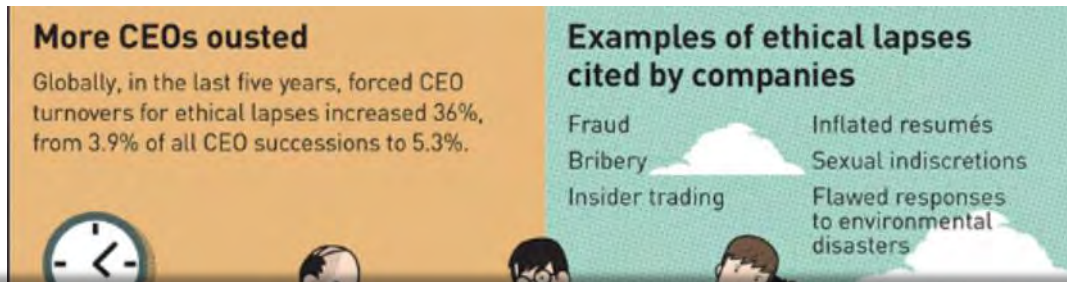 More CEOs ousted
Globally, in the last five years, forced CEO
turnovers for ethical lapses increased 36%,
from 3.9% of all CEO successions to 5.3%.
Examples of ethical lapses
cited by companies
Fraud
Bribery
Insider trading
Inflated resumés
Sexual indiscretions
Flawed responses
to environmental
disasters